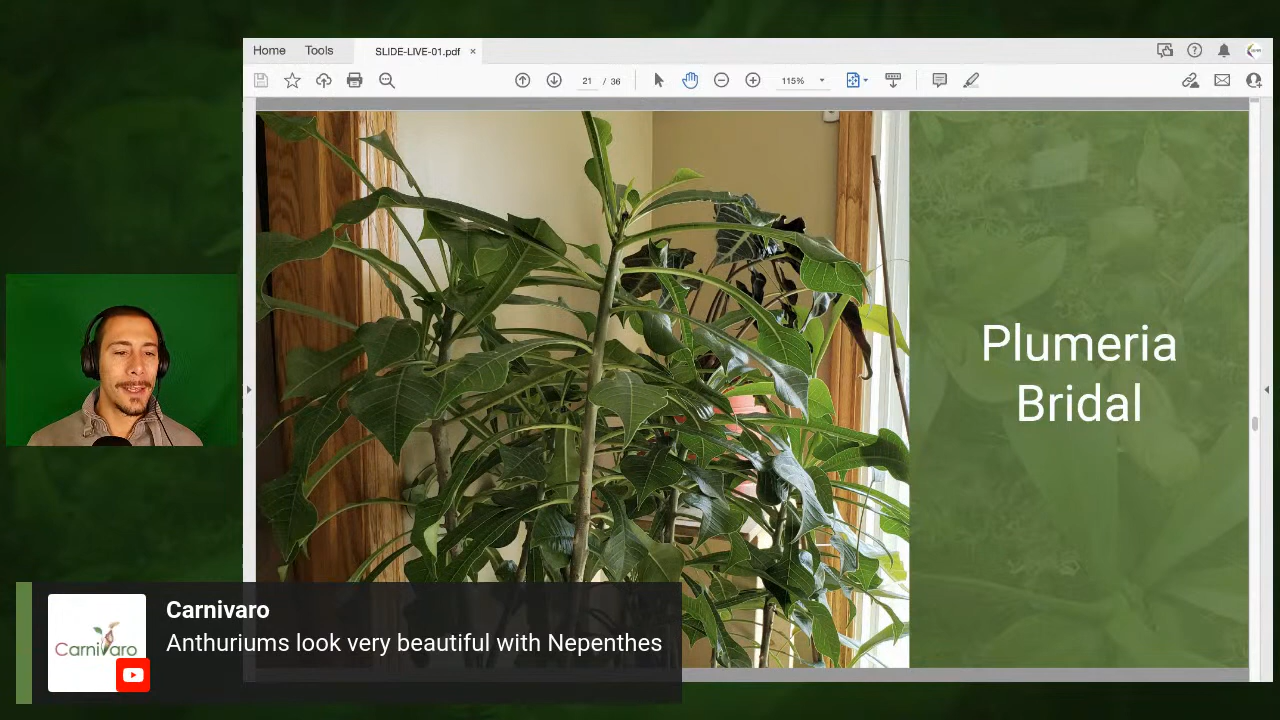 Home Tools SLIDE-LIVE-01.pdf ×
21 / 36 115%
Plumeria
Bridal
Carnivaro
Anthuriums look very beautiful with Nepenthes
Carnivaro